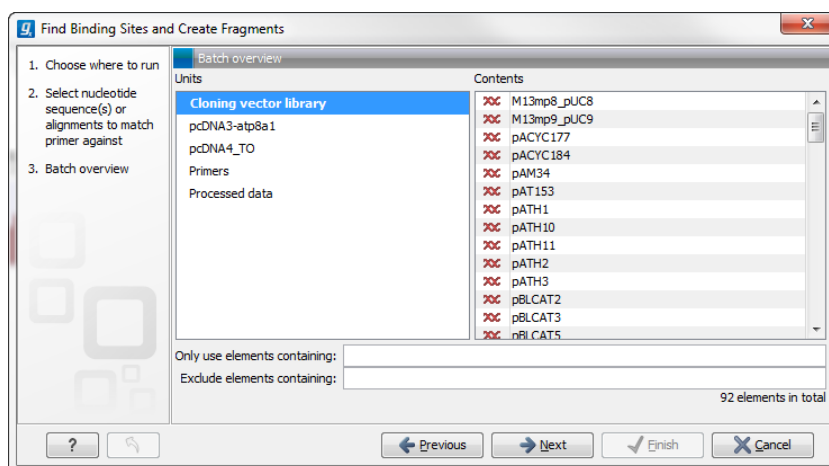 Find Binding Sites and Create Fragments
1. Choose where to run
2. Select nucleotide
sequence(s) or
alignments to match
primer against
3. Batch overview
Batch overview
Units
Cloning vector library
pcDNA3-atp8a1
pcDNA4_TO
Primers
Processed data
Contents
M13mp8_pUC8
M13mp9_pUC9
pACYC177
pACYC184
pAM34
pAT153
pATH1
pATH10
pATH11
pATH2
pATH3
pBLCAT2
pBLCAT3
pBLCAT5
Only use elements containing:
Exclude elements containing:
92 elements in total
?
Previous
Next
Finish
Cancel